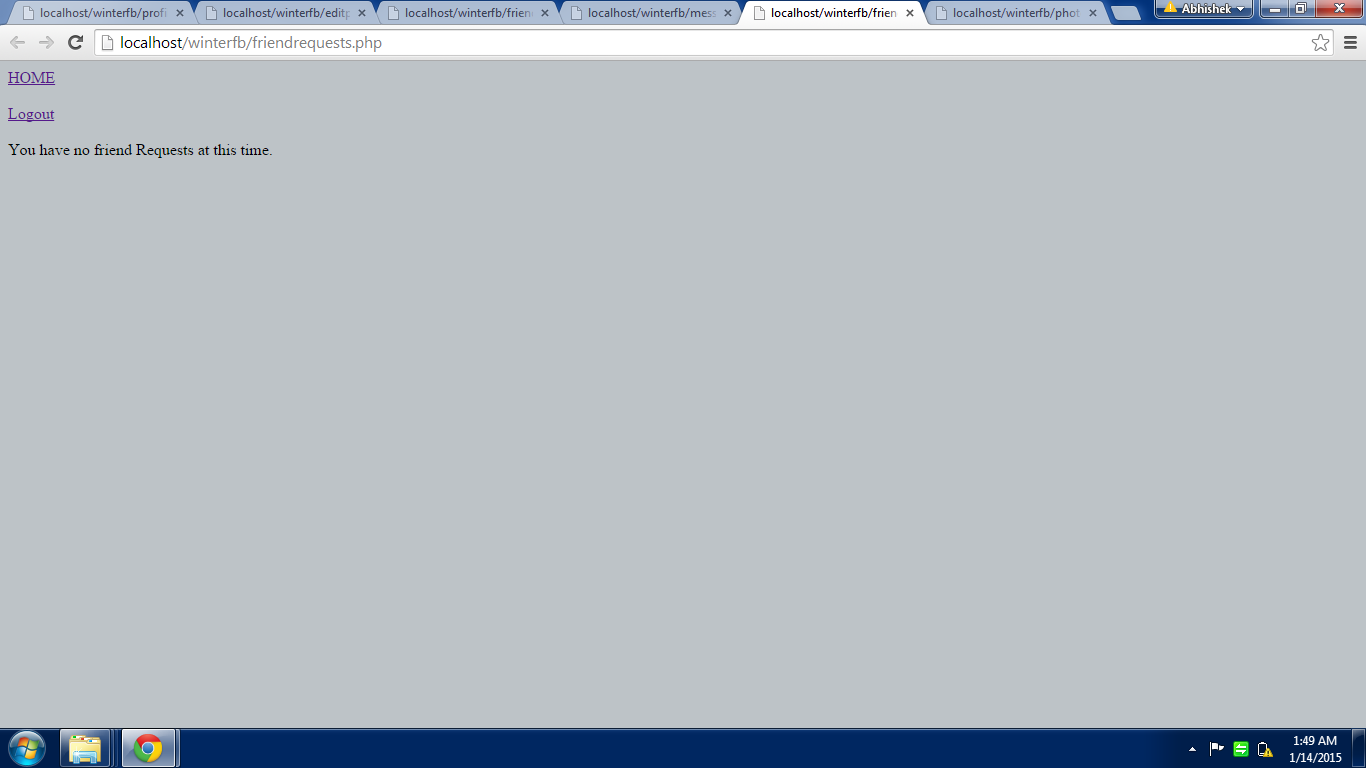 localhost/winterfb/profi
localhost/winterfb/editp
localhost/winterfb/frien
localhost/winterfb/mess
localhost/winterfb/frien
localhost/winterfb/phot
Abhishek
localhost/winterfb/friendrequests.php
HOME
Logout
You have no friend Requests at this time.
1:49 AM
1/14/2015